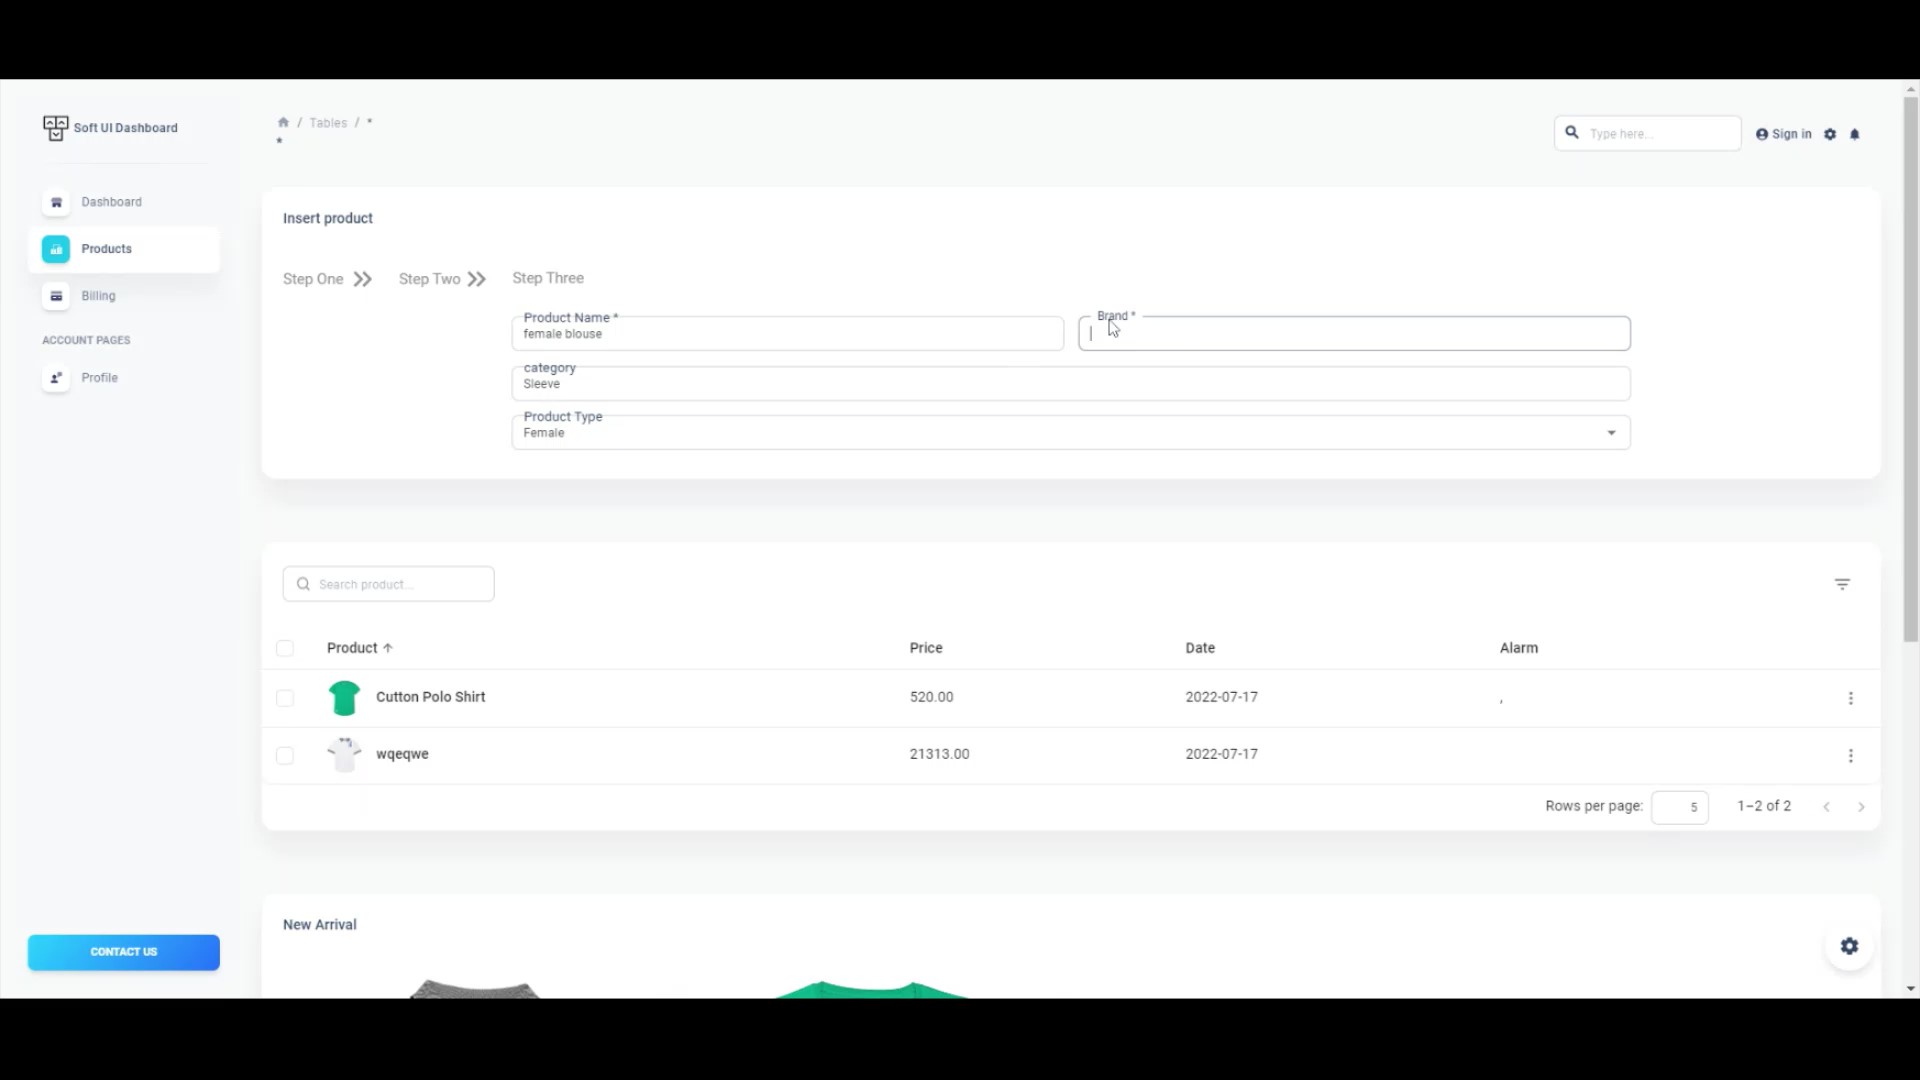 Soft UI Dashboard
/ Tables / *
*
Type here...
Sign in
Dashboard
Products
Billing
ACCOUNT PAGES
Profile
CONTACT US
Insert product
Step One
Step Two
Step Three
Product Name *
female blouse
Brand *
category
Sleeve
Product Type
Female
Search product...
Product Price Date Alarm
Cutton Polo Shirt 520.00 2022-07-17 ,
wqeqwe 21313.00 2022-07-17
Rows per page: 5 1–2 of 2
New Arrival